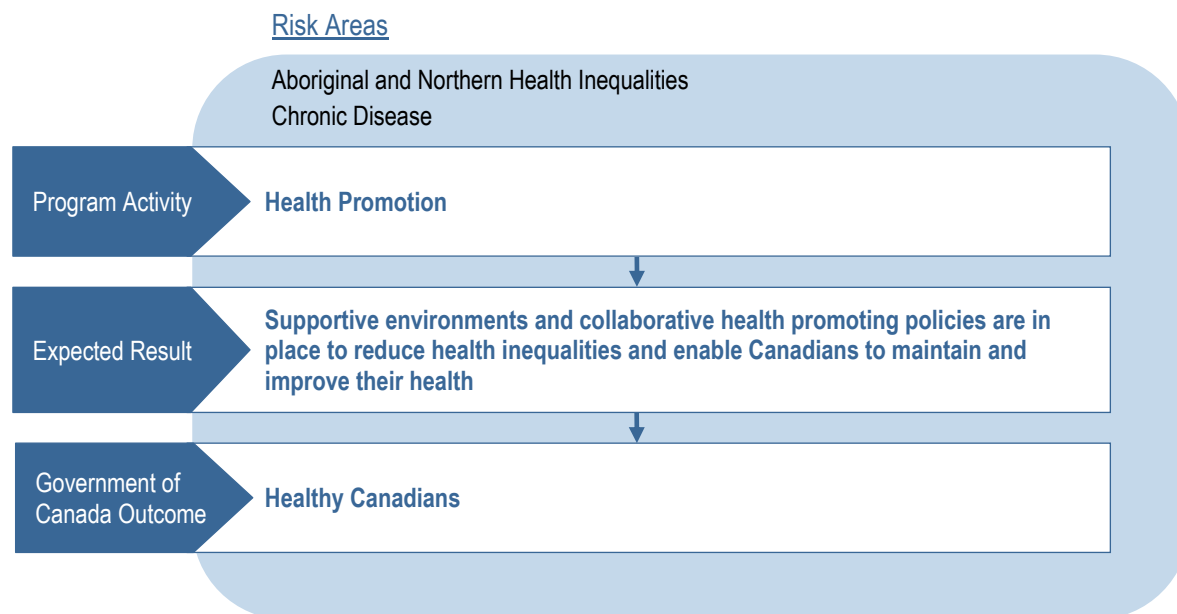 Risk Areas
Aboriginal and Northern Health Inequalities
Chronic Disease
Program Activity
Health Promotion
Expected Result
Supportive environments and collaborative health promoting policies are in
place to reduce health inequalities and enable Canadians to maintain and
improve their health
Government of
Canada Outcome
Healthy Canadians